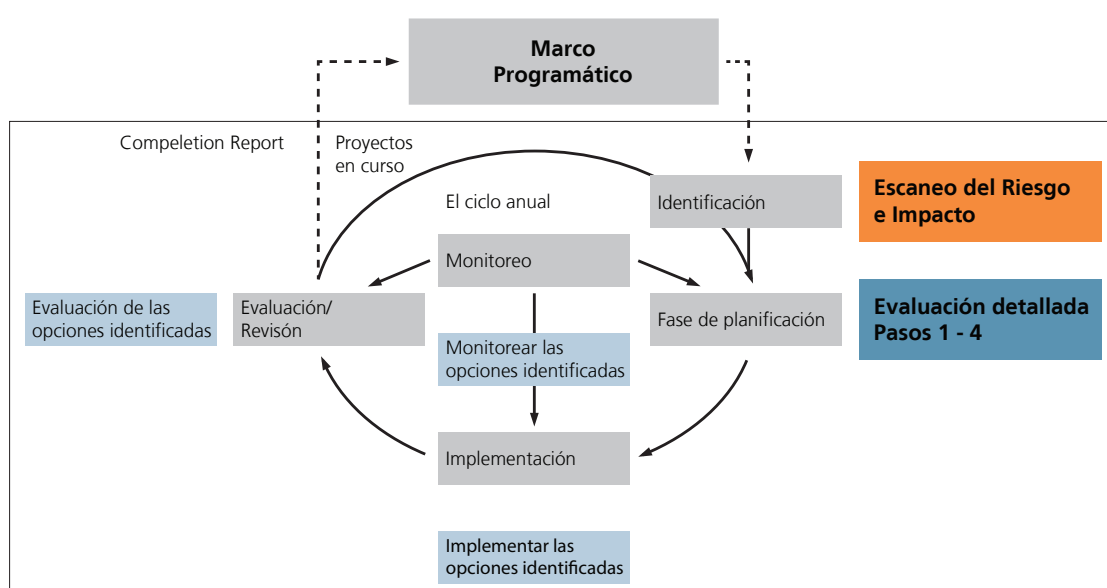 Marco
Programático
Compeletion Report
Proyectos
en curso
El ciclo anual
Identificación
Escaneo del Riesgo
e Impacto
Monitoreo
Evaluación de las
opciones identificadas
Evaluación/
Revisón
Fase de planificación
Evaluación detallada
Pasos 1 - 4
Monitorear las
opciones identificadas
Implementación
Implementar las
opciones identificadas